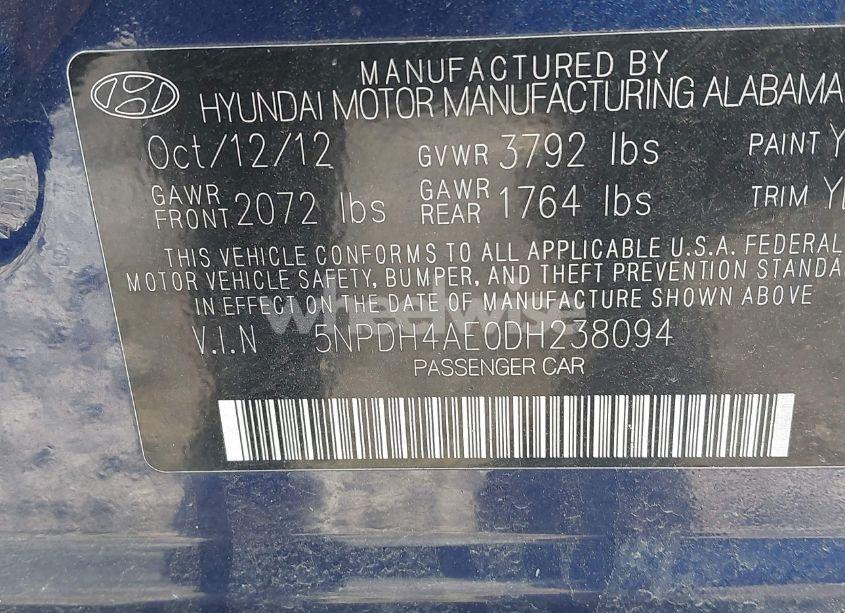 MANUFACTURED BY
HYUNDAI MOTOR MANUFACTURING ALABAMA
Oct/12/12 GVWR 3792 lbs PAINT
GAWR FRONT 2072 lbs GAWR REAR 1764 lbs TRIM
THIS VEHICLE CONFORMS TO ALL APPLICABLE U.S.A. FEDERAL
MOTOR VEHICLE SAFETY, BUMPER, AND THEFT PREVENTION STANDA
IN EFFECT ON THE DATE OF MANUFACTURE SHOWN ABOVE
wheelwise
V.I.N 5NPDH4AE0DH238094
PASSENGER CAR